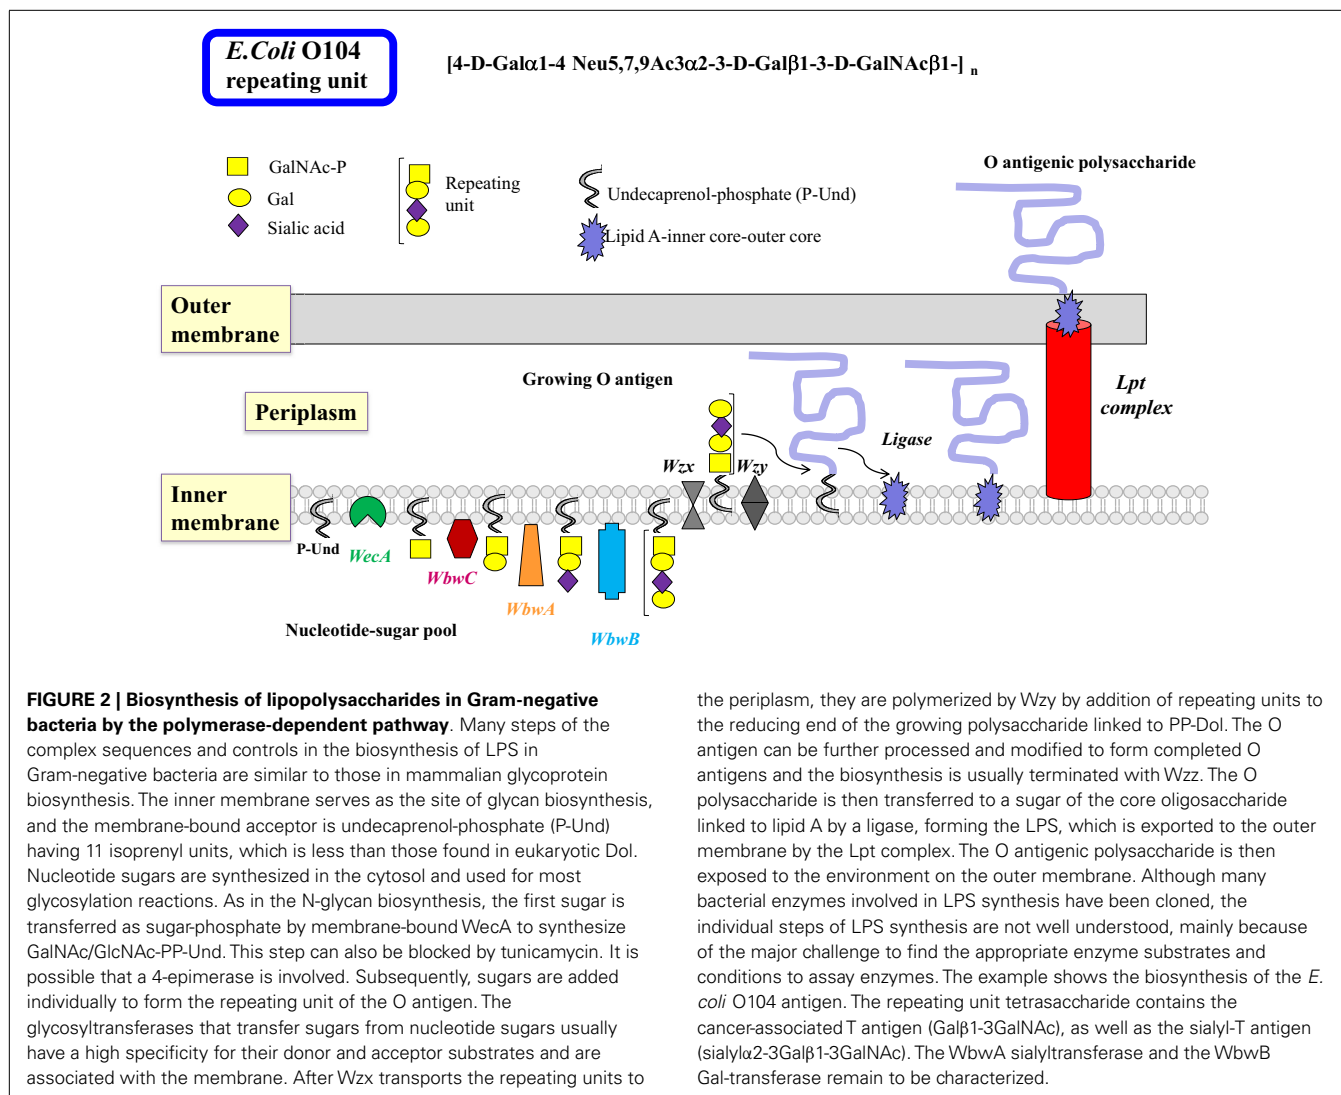 E.Coli O104
repeating unit
[4-D-Galα1-4 Neu5,7,9Ac3α2-3-D-Galβ1-3-D-GalNAcβ1-] n
GalNAc-P
Gal
Sialic acid
Repeating
unit
Undecaprenol-phosphate (P-Und)
Lipid A-inner core-outer core
O antigenic polysaccharide
Outer
membrane
Growing O antigen
Periplasm
Lpt
complex
Ligase
Wzx
Wzy
Inner
membrane
P-Und
WecA
WbwC
WbwA
WbwB
Nucleotide-sugar pool
FIGURE 2 | Biosynthesis of lipopolysaccharides in Gram-negative
bacteria by the polymerase-dependent pathway. Many steps of the
complex sequences and controls in the biosynthesis of LPS in
Gram-negative bacteria are similar to those in mammalian glycoprotein
biosynthesis. The inner membrane serves as the site of glycan biosynthesis,
and the membrane-bound acceptor is undecaprenol-phosphate (P-Und)
having 11 isoprenyl units, which is less than those found in eukaryotic Dol.
Nucleotide sugars are synthesized in the cytosol and used for most
glycosylation reactions. As in the N-glycan biosynthesis, the first sugar is
transferred as sugar-phosphate by membrane-bound WecA to synthesize
GalNAc/GlcNAc-PP-Und. This step can also be blocked by tunicamycin. It is
possible that a 4-epimerase is involved. Subsequently, sugars are added
individually to form the repeating unit of the O antigen. The
glycosyltransferases that transfer sugars from nucleotide sugars usually
have a high specificity for their donor and acceptor substrates and are
associated with the membrane. After Wzx transports the repeating units to
the periplasm, they are polymerized by Wzy by addition of repeating units to
the reducing end of the growing polysaccharide linked to PP-Dol. The O
antigen can be further processed and modified to form completed O
antigens and the biosynthesis is usually terminated with Wzz. The O
polysaccharide is then transferred to a sugar of the core oligosaccharide
linked to lipid A by a ligase, forming the LPS, which is exported to the outer
membrane by the Lpt complex. The O antigenic polysaccharide is then
exposed to the environment on the outer membrane. Although many
bacterial enzymes involved in LPS synthesis have been cloned, the
individual steps of LPS synthesis are not well understood, mainly because
of the major challenge to find the appropriate enzyme substrates and
conditions to assay enzymes. The example shows the biosynthesis of the E.
coli O104 antigen. The repeating unit tetrasaccharide contains the
cancer-associated T antigen (Galβ1-3GalNAc), as well as the sialyl-T antigen
(sialylα2-3Galβ1-3GalNAc). The WbwA sialyltransferase and the WbwB
Gal-transferase remain to be characterized.